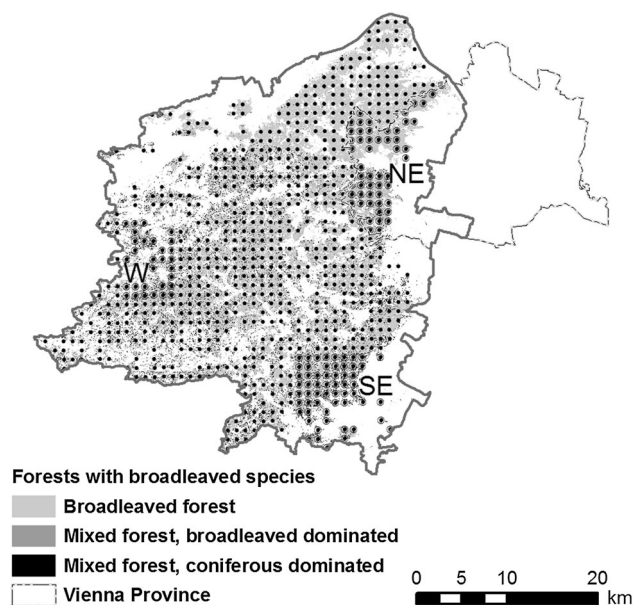 NE
W
SE
Forests with broadleaved species
Broadleaved forest
Mixed forest, broadleaved dominated
Mixed forest, coniferous dominated
Vienna Province
0 5 10 20
km